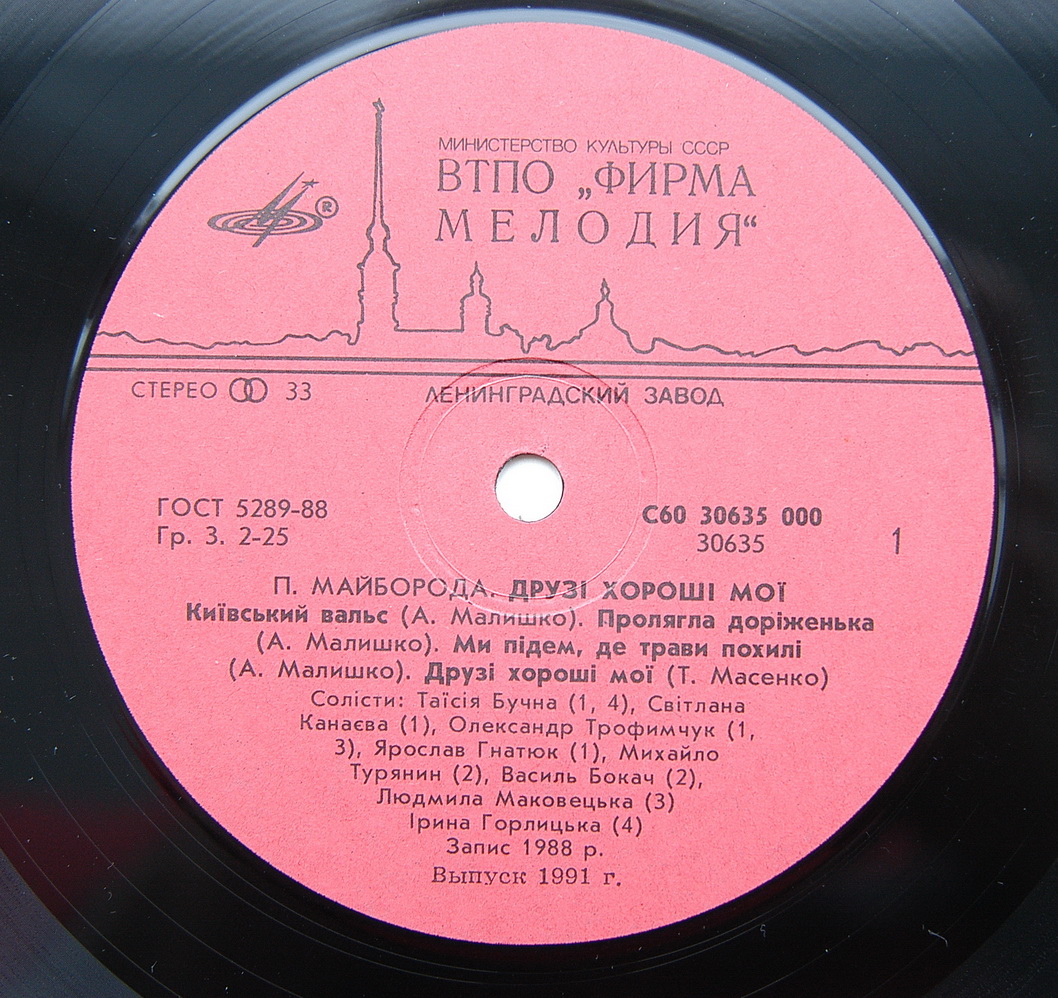 МИНИСТЕРСТВО КУЛЬТУРЫ СССР
ВТПО „ФИРМА
МЕЛОДИЯ“
®
СТЕРЕО 33
ЛЕНИНГРАДСКИЙ ЗАВОД
ГОСТ 5289-88
Гр. 3. 2-25
С60 30635 000
30635
1
П. МАЙБОРОДА. ДРУЗІ ХОРОШІ МОЇ
Київський вальс (А. Малишко). Пролягла доріженька
(А. Малишко). Ми підем, де трави похилі
(А. Малишко). Друзі хороші мої (Т. Масенко)
Солісти: Таїсія Бучна (1, 4), Світлана
Канаєва (1), Олександр Трофимчук (1,
3), Ярослав Гнатюк (1), Михайло
Турянин (2), Василь Бокач (2),
Людмила Маковецька (3)
Ірина Горлицька (4)
Запис 1988 р.
Выпуск 1991 г.